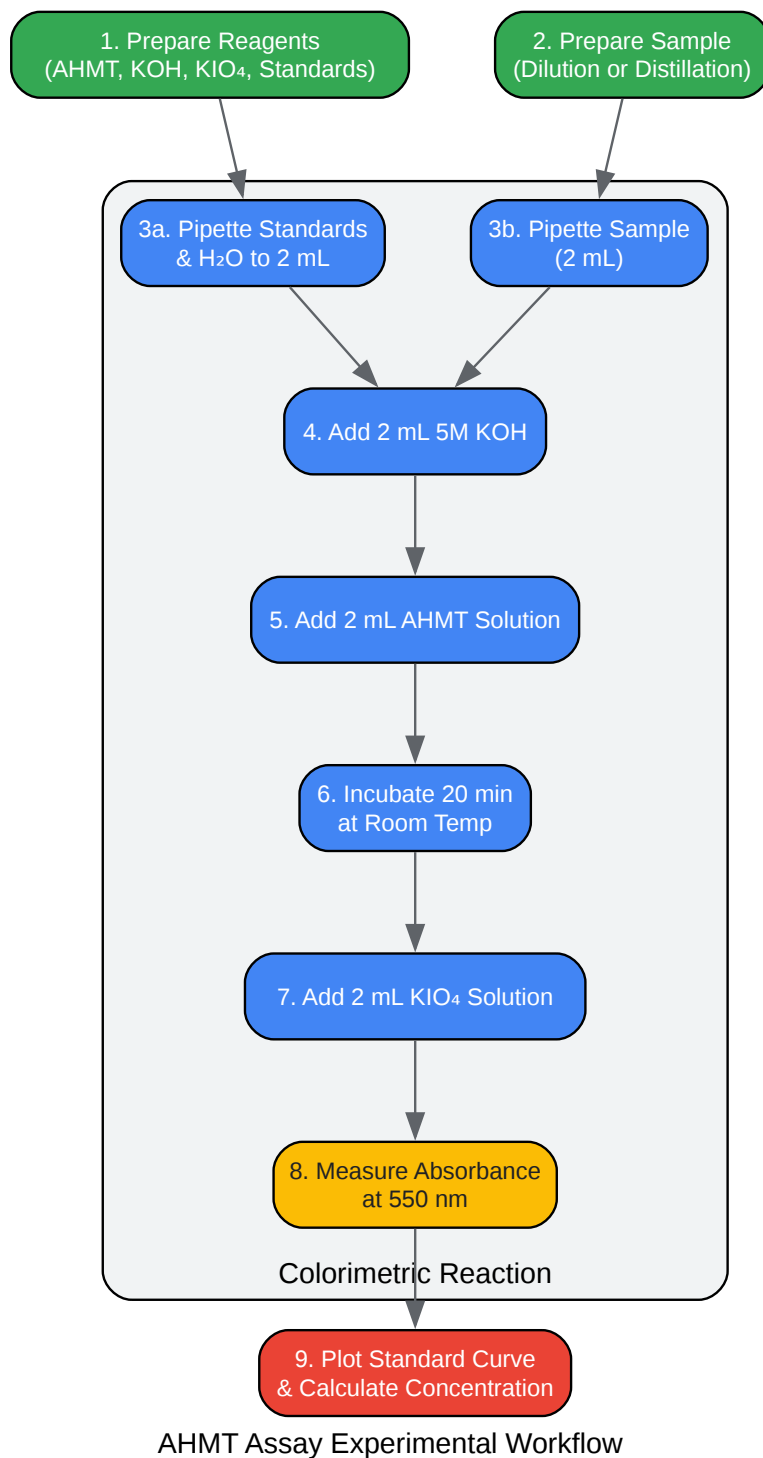 1. Prepare Reagents
(AHMT, KOH, KIO₄, Standards)
2. Prepare Sample
(Dilution or Distillation)
3a. Pipette Standards
& H₂O to 2 mL
3b. Pipette Sample
(2 mL)
4. Add 2 mL 5M KOH
5. Add 2 mL AHMT Solution
6. Incubate 20 min
at Room Temp
7. Add 2 mL KIO₄ Solution
8. Measure Absorbance
at 550 nm
Colorimetric Reaction
9. Plot Standard Curve
& Calculate Concentration
AHMT Assay Experimental Workflow